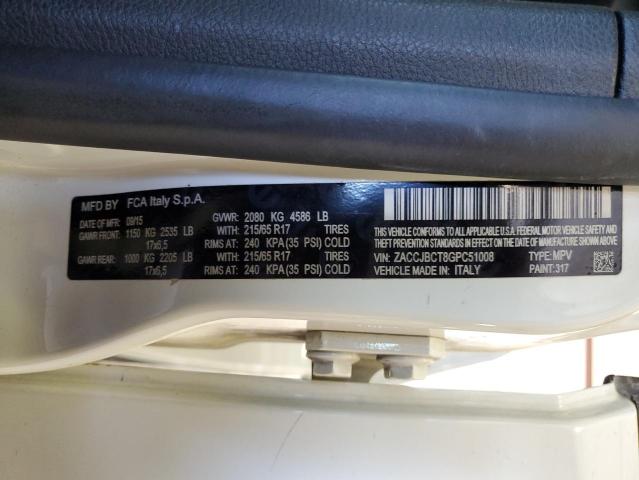 MFD BY FCA Italy S.p.A.
DATE OF MFR 09/15 GVWR: 2080 KG 4586 LB
GAWR FRONT: 1150 KG 2535 LB WITH 215/65 R17 TIRES
17x6,5 RIMS AT: 240 KPA(35 PSI) COLD
GAWR REAR: 1000 KG 2205 LB WITH 215/65 R17 TIRES
17x6,5 RIMS AT: 240 KPA(35 PSI) COLD
THIS VEHICLE CONFORMS TO ALL APPLICABLE U.S.A. FEDERAL MOTOR
VEHICLE SAFETY, BUMPER AND THEFT PREVENTION STANDARDS IN
EFFECT ON THE DATE OF MANUFACTURE SHOWN ABOVE
VIN: ZACCJBCT8GPC51008 TYPE: MPV
VEHICLE MADE IN: ITALY PAINT: 317